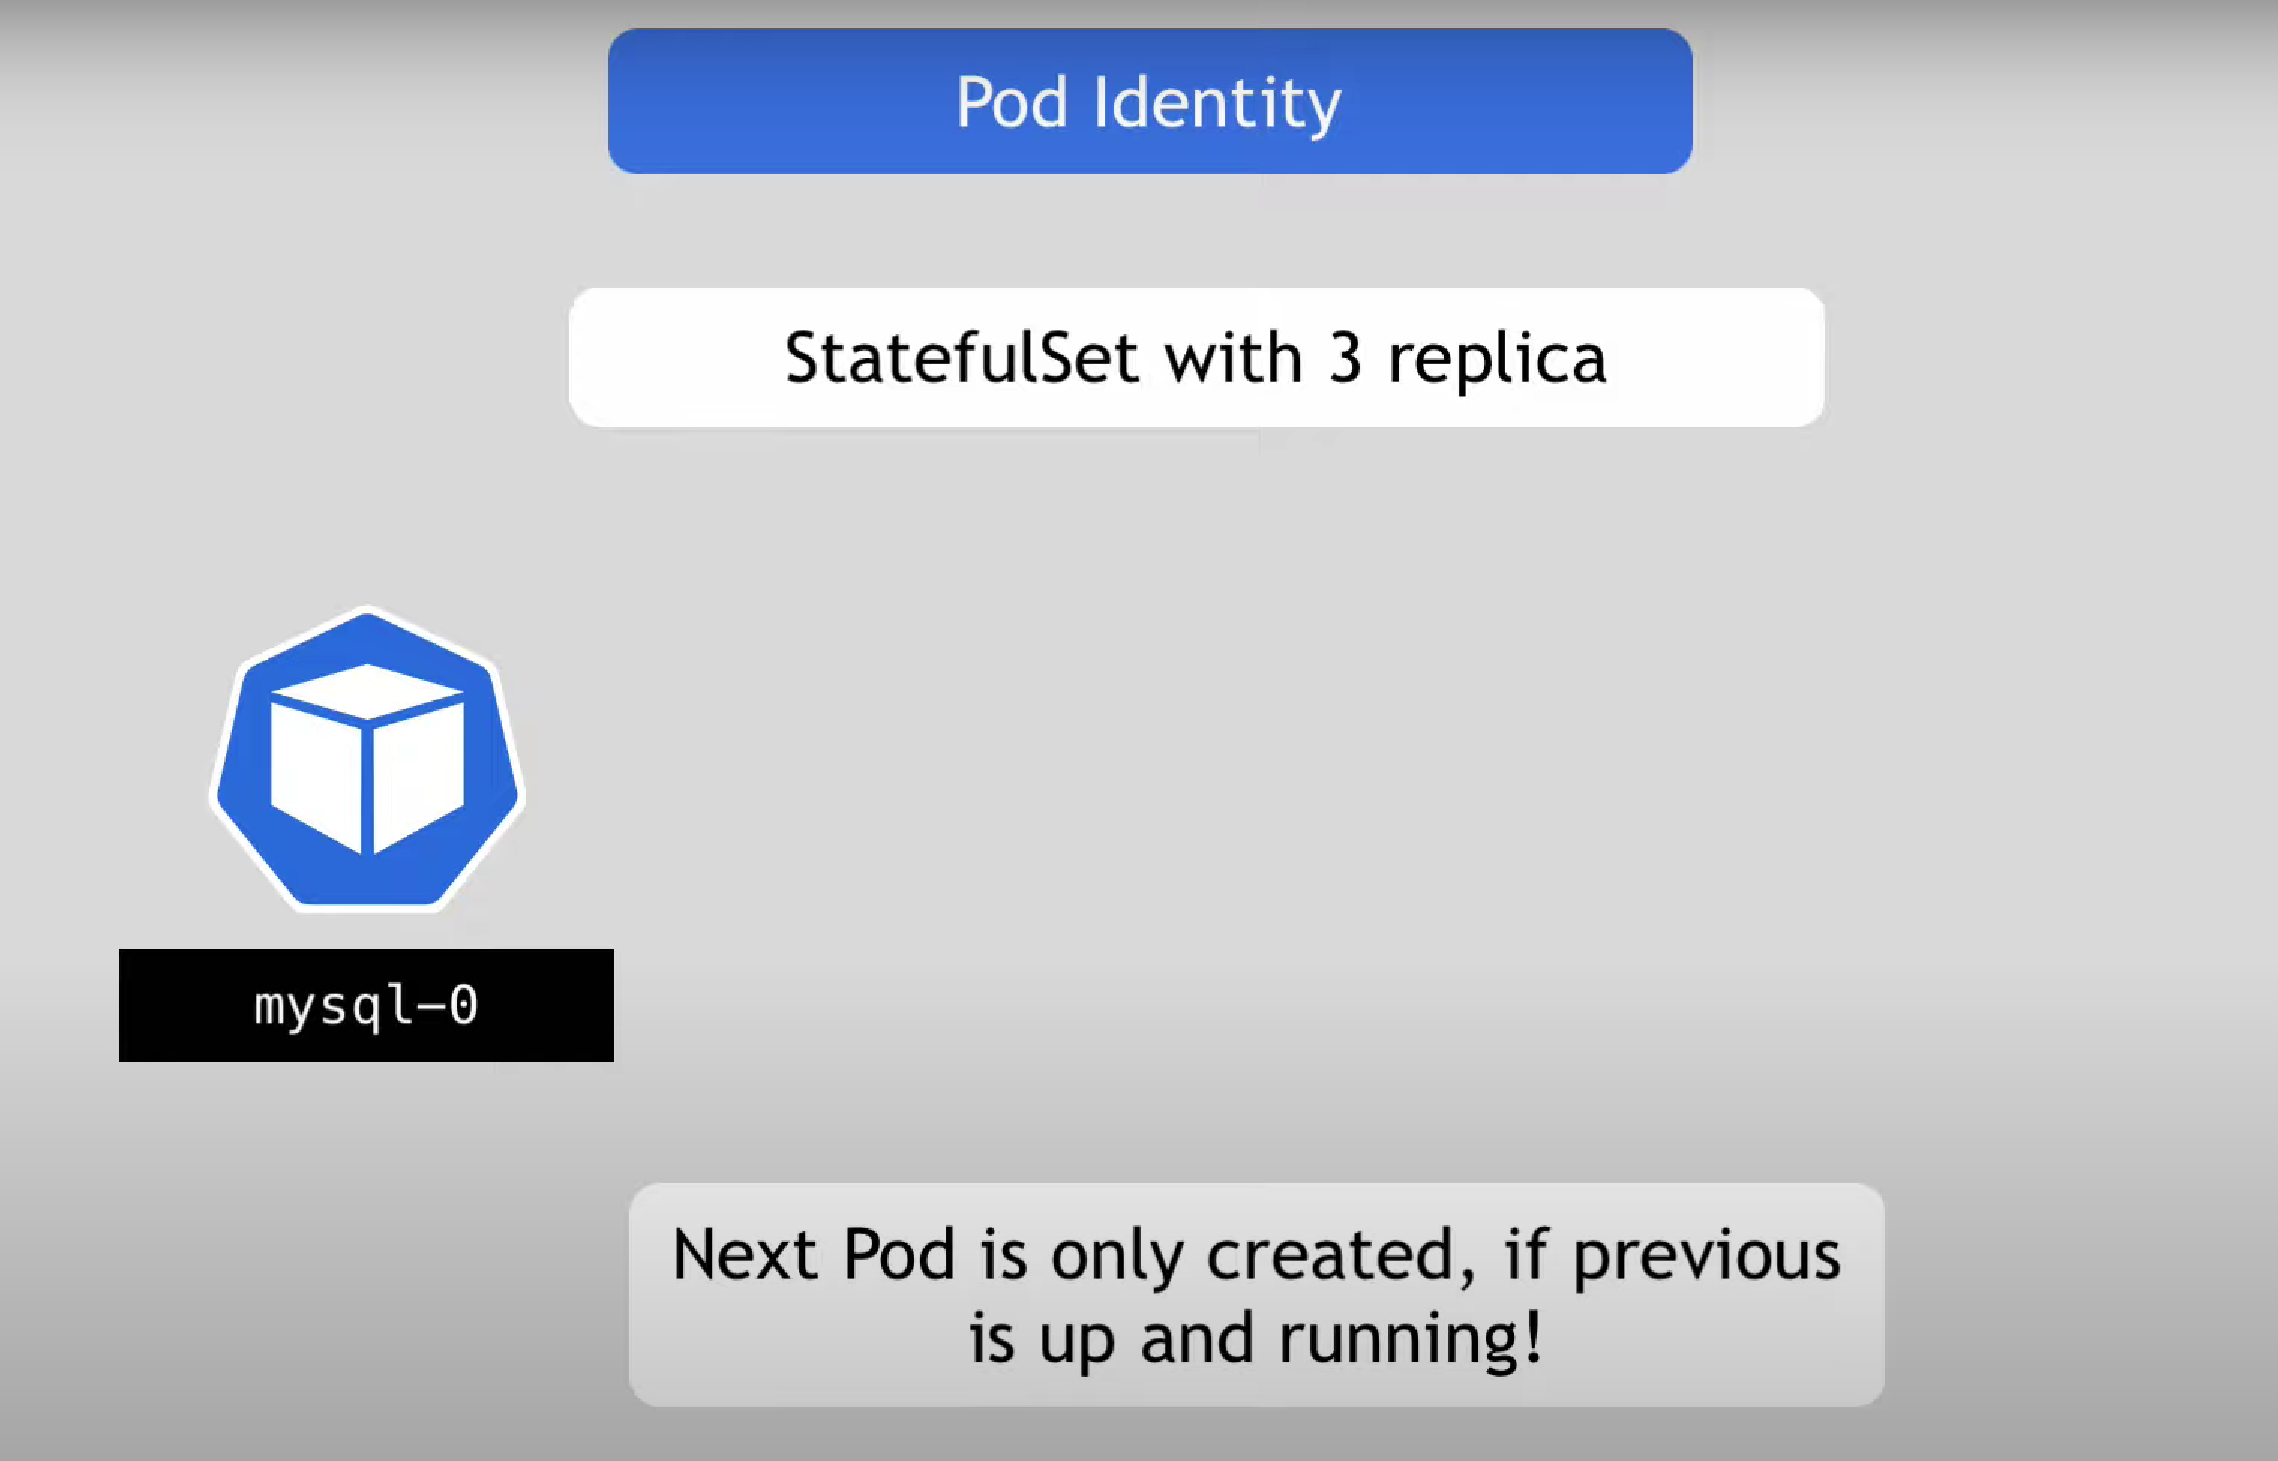 Pod Identity
StatefulSet with 3 replica
mysql-0
Next Pod is only created, if previous
is up and running!